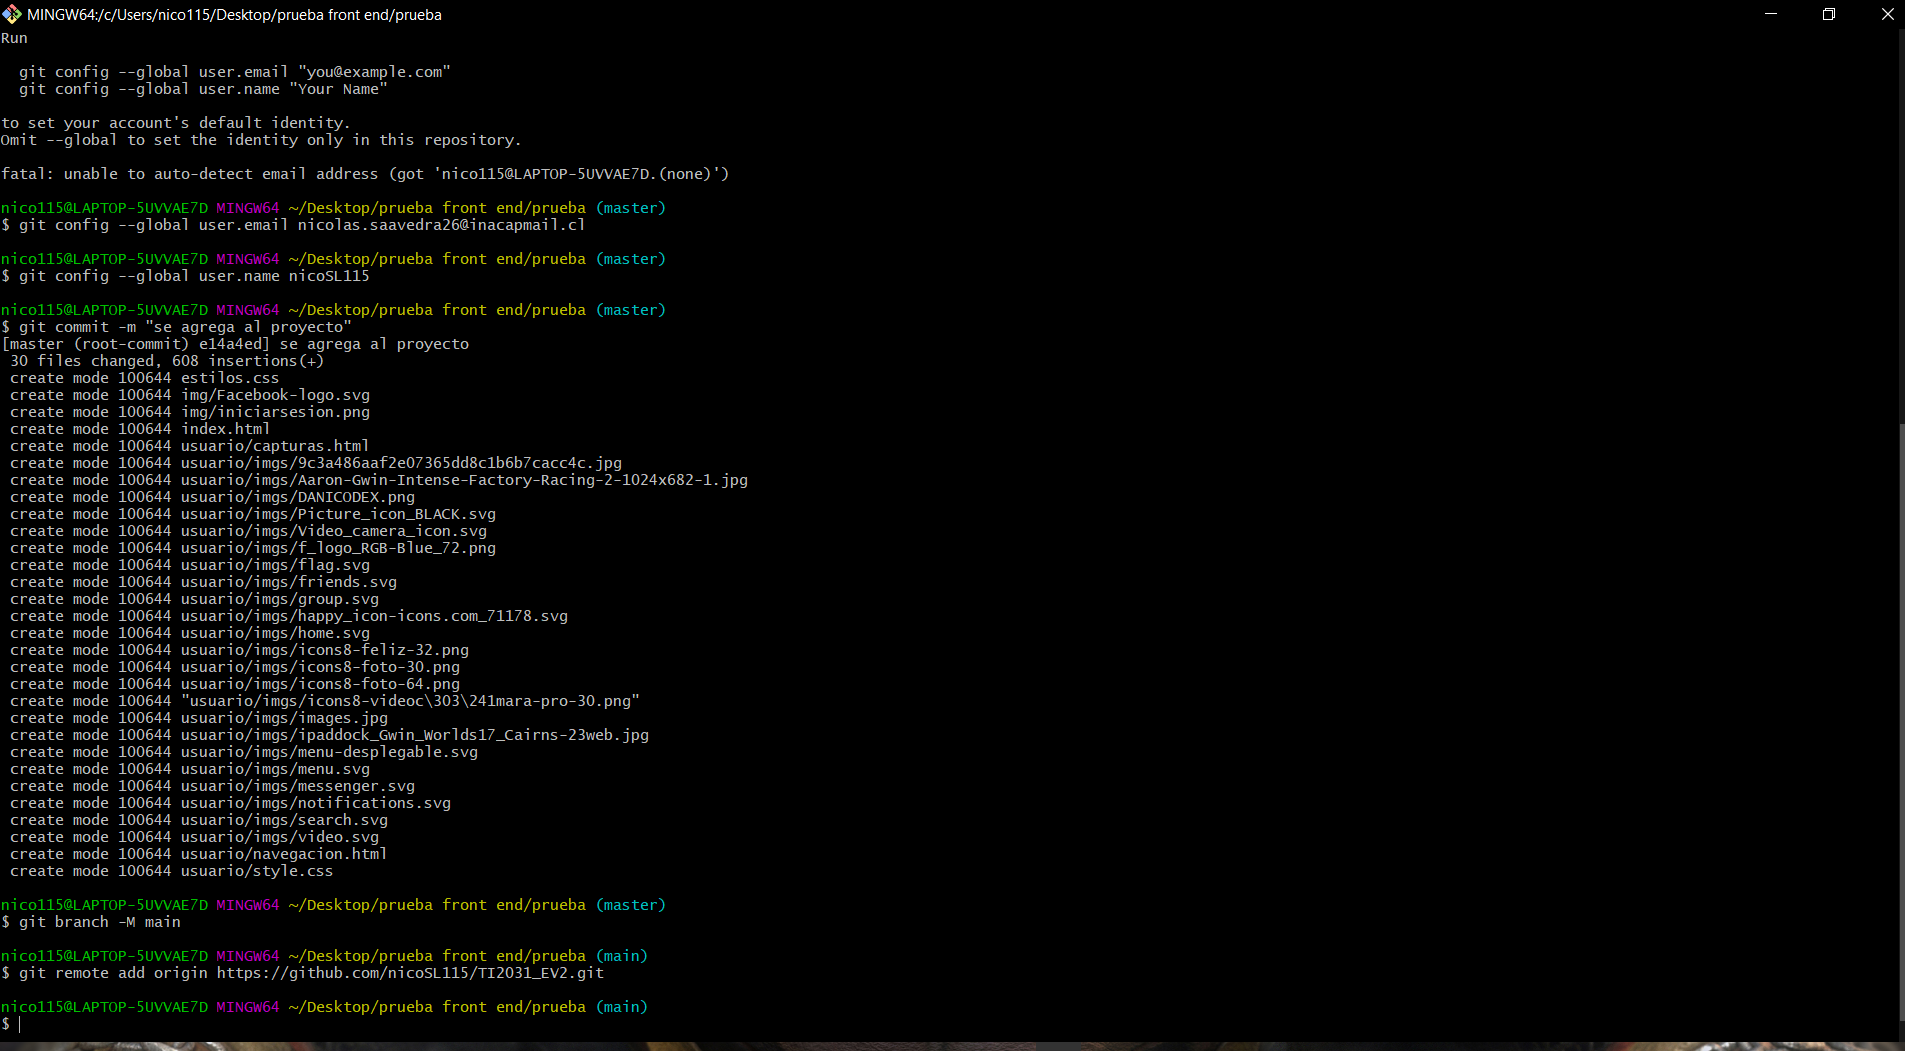 MINGW64:/c/Users/nico115/Desktop/prueba front end/prueba
Run
git config --global user.email "you@example.com"
git config --global user.name "Your Name"
to set your account's default identity.
Omit --global to set the identity only in this repository.
fatal: unable to auto-detect email address (got 'nico115@LAPTOP-5UVVAE7D.(none)')
nico115@LAPTOP-5UVVAE7D MINGW64 ~/Desktop/prueba front end/prueba (master)
$ git config --global user.email nicolas.saavedra26@inacapmail.cl
nico115@LAPTOP-5UVVAE7D MINGW64 ~/Desktop/prueba front end/prueba (master)
$ git config --global user.name nicoSL115
nico115@LAPTOP-5UVVAE7D MINGW64 ~/Desktop/prueba front end/prueba (master)
$ git commit -m "se agrega al proyecto"
[master (root-commit) e14a4ed] se agrega al proyecto
30 files changed, 608 insertions(+)
create mode 100644 estilos.css
create mode 100644 img/Facebook-logo.svg
create mode 100644 img/iniciarsesion.png
create mode 100644 index.html
create mode 100644 usuario/capturas.html
create mode 100644 usuario/imgs/9c3a486aaf2e07365dd8c1b6b7cacc4c.jpg
create mode 100644 usuario/imgs/Aaron-Gwin-Intense-Factory-Racing-2-1024x682-1.jpg
create mode 100644 usuario/imgs/DANICODEX.png
create mode 100644 usuario/imgs/Picture_icon_BLACK.svg
create mode 100644 usuario/imgs/Video_camera_icon.svg
create mode 100644 usuario/imgs/f_logo_RGB-Blue_72.png
create mode 100644 usuario/imgs/flag.svg
create mode 100644 usuario/imgs/friends.svg
create mode 100644 usuario/imgs/group.svg
create mode 100644 usuario/imgs/happy_icon-icons.com_71178.svg
create mode 100644 usuario/imgs/home.svg
create mode 100644 usuario/imgs/icons8-feliz-32.png
create mode 100644 usuario/imgs/icons8-foto-30.png
create mode 100644 usuario/imgs/icons8-foto-64.png
create mode 100644 "usuario/imgs/icons8-videoc\303\241mara-pro-30.png"
create mode 100644 usuario/imgs/images.jpg
create mode 100644 usuario/imgs/ipaddock_Gwin_Worlds17_Cairns-23web.jpg
create mode 100644 usuario/imgs/menu-desplegable.svg
create mode 100644 usuario/imgs/menu.svg
create mode 100644 usuario/imgs/messenger.svg
create mode 100644 usuario/imgs/notifications.svg
create mode 100644 usuario/imgs/search.svg
create mode 100644 usuario/imgs/video.svg
create mode 100644 usuario/navegacion.html
create mode 100644 usuario/style.css
nico115@LAPTOP-5UVVAE7D MINGW64 ~/Desktop/prueba front end/prueba (master)
$ git branch -M main
nico115@LAPTOP-5UVVAE7D MINGW64 ~/Desktop/prueba front end/prueba (main)
$ git remote add origin https://github.com/nicoSL115/TI2031_EV2.git
nico115@LAPTOP-5UVVAE7D MINGW64 ~/Desktop/prueba front end/prueba (main)
$